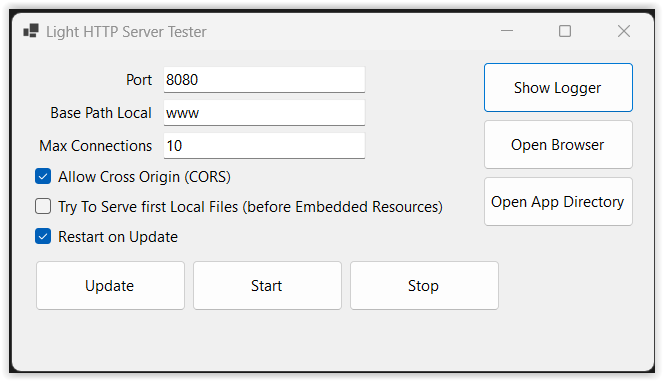 Light HTTP Server Tester
Port 8080
Base Path Local www
Max Connections 10
Allow Cross Origin (CORS)
Try To Serve first Local Files (before Embedded Resources)
Restart on Update
Update Start Stop
Show Logger
Open Browser
Open App Directory